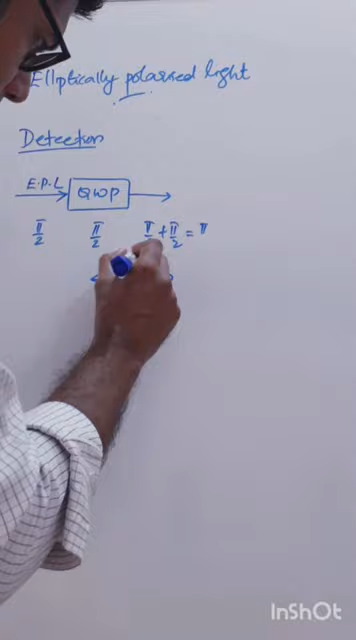 Elliptically polarised light
Detection
E.P.L QWP
π/2 π/2 π/2 + π/2 = π
InShOt